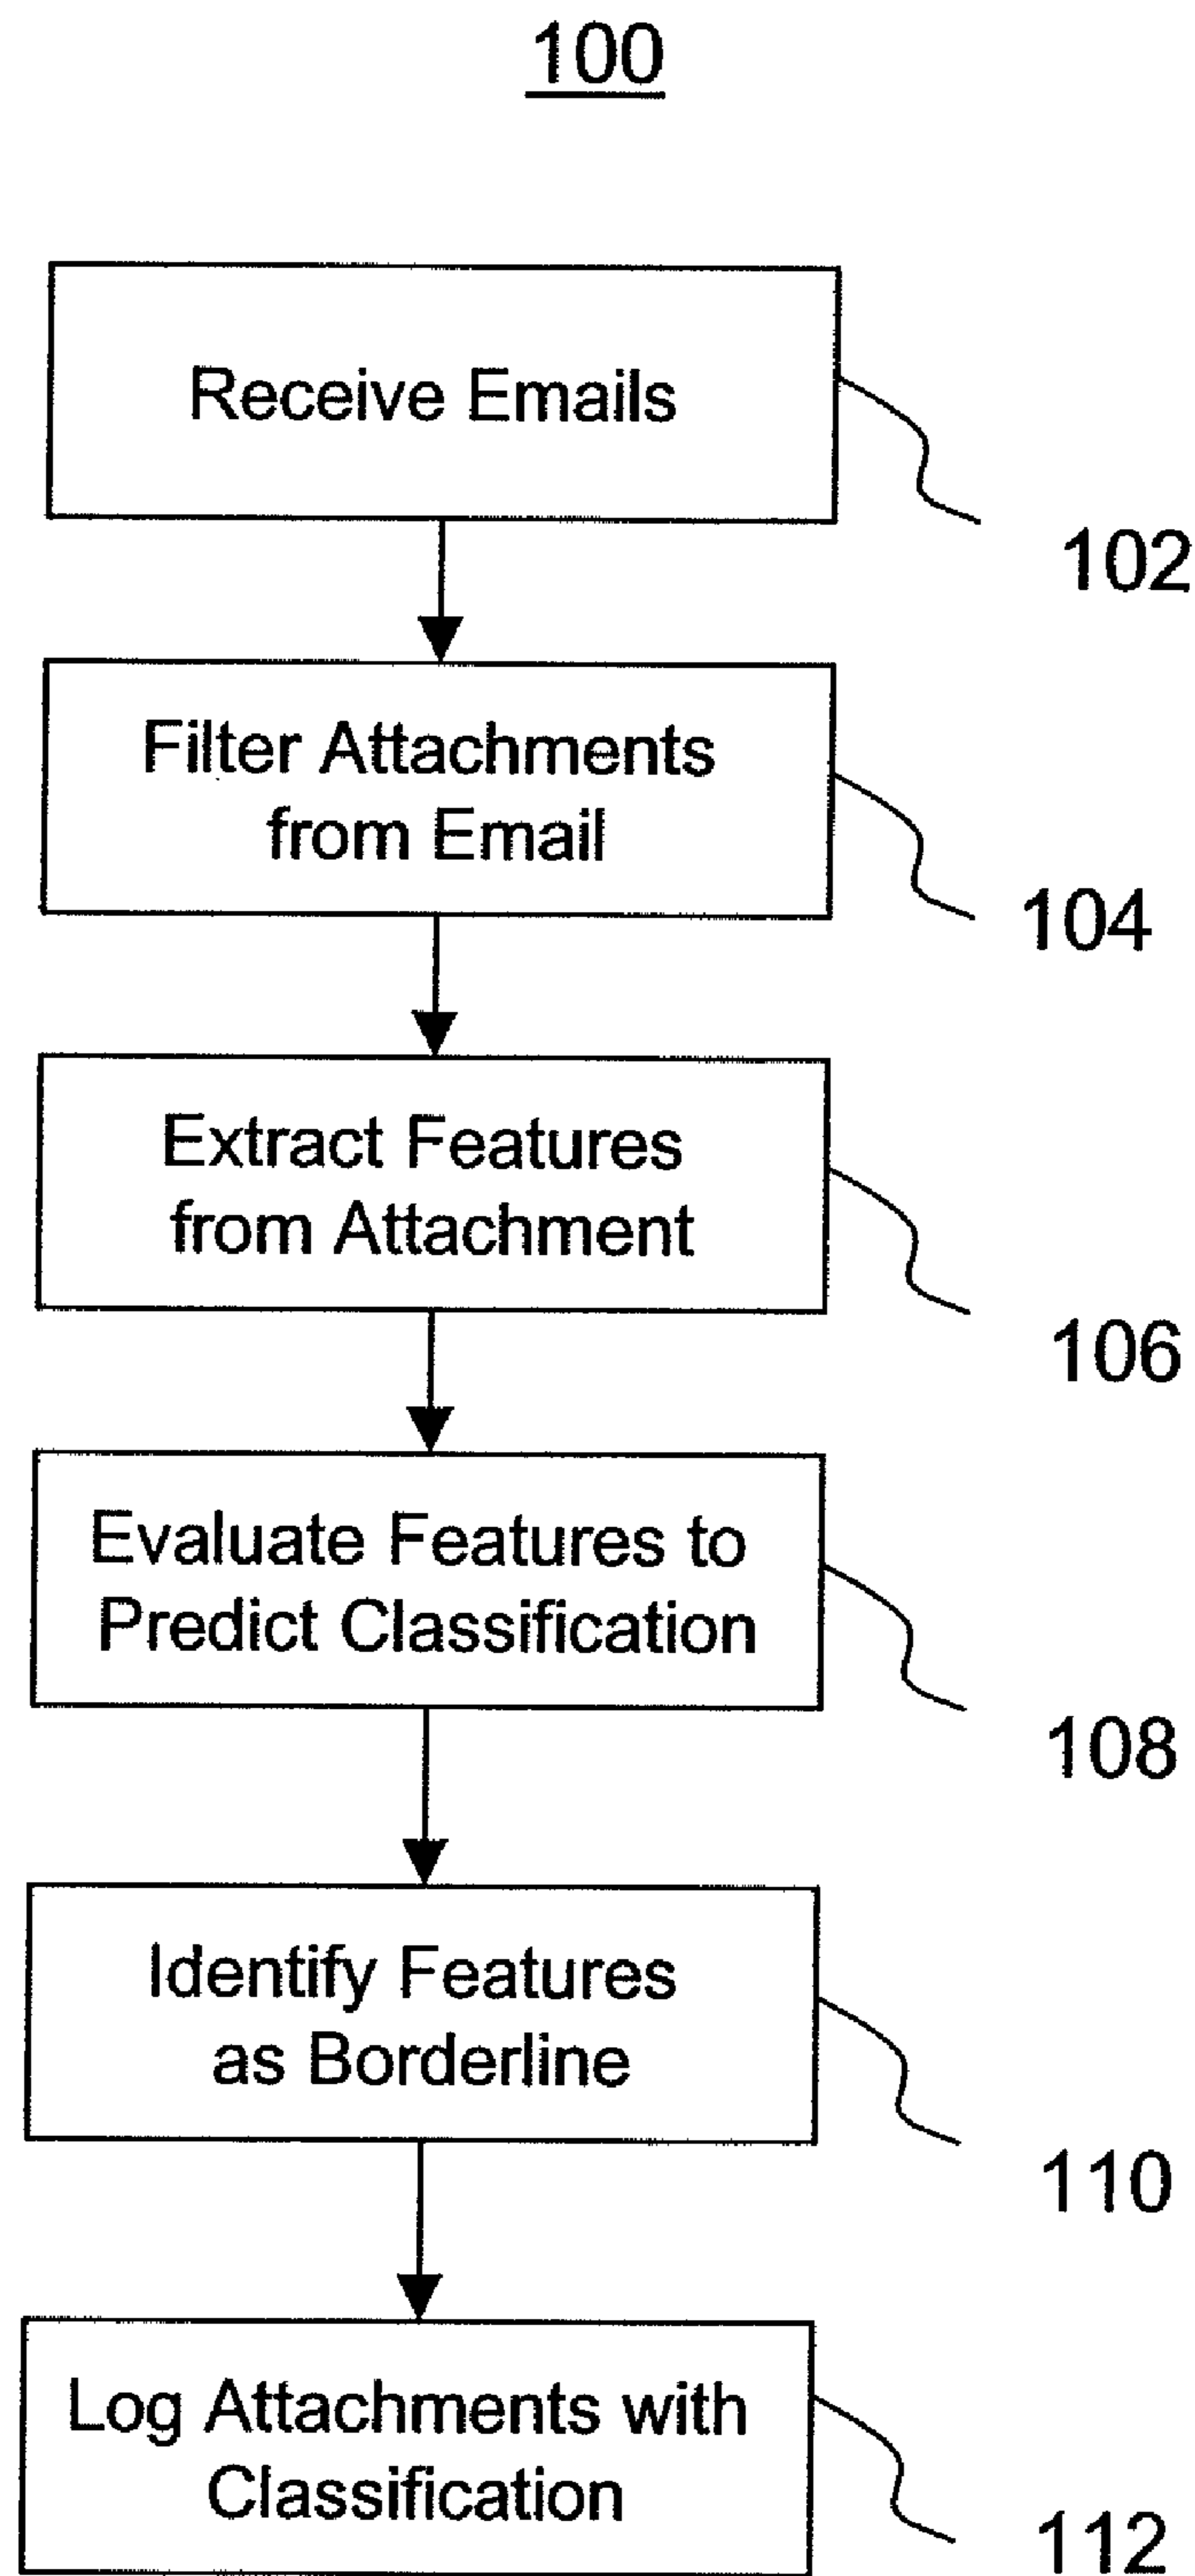 100
Receive Emails
102
Filter Attachments
from Email
104
Extract Features
from Attachment
106
Evaluate Features to
Predict Classification
108
Identify Features
as Borderline
110
Log Attachments with
Classification
112